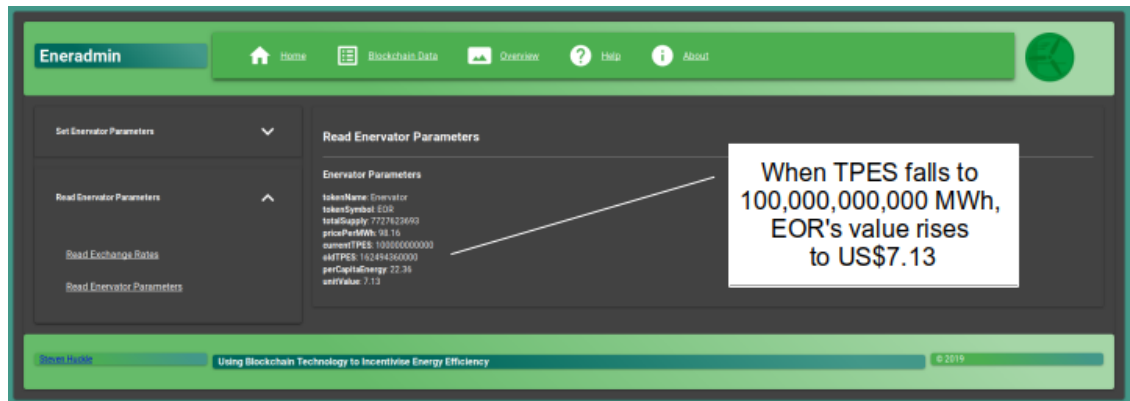 Eneradmin
Home
Blockchain Data
Overview
Help
About
Set Enervator Parameters
Read Enervator Parameters
Read Exchange Rates
Read Enervator Parameters
Read Enervator Parameters
Enervator Parameters
tokenName: Enervator
tokenSymbol: EOR
totalSupply: 7727623693
pricePerMWh: 98.16
currentTPES: 100000000000
oldTPES: 162494360000
perCapitaEnergy: 22.36
unitValue: 7.13
When TPES falls to
100,000,000,000 MWh,
EOR's value rises
to US$7.13
Steven Huckle
Using Blockchain Technology to Incentivise Energy Efficiency
© 2019